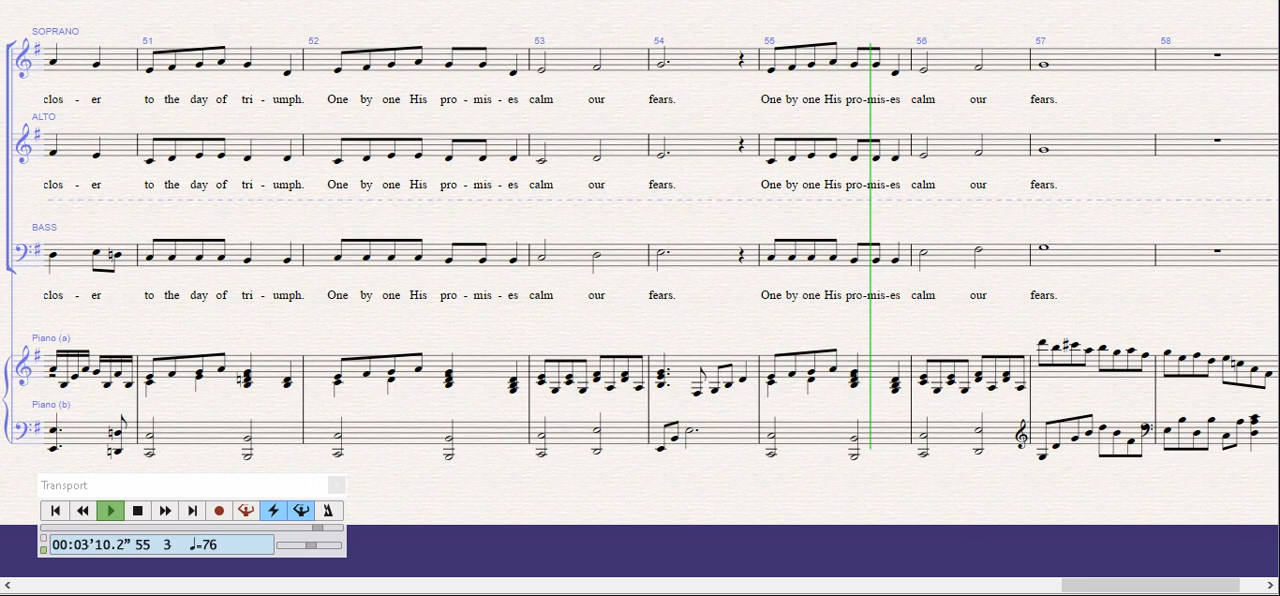 SOPRANO
51 52 53 54 55 56 57 58
clos - er to the day of tri - umph. One by one His pro - mis - es calm our fears. One by one His pro-mis-es calm our fears.
ALTO
clos - er to the day of tri - umph. One by one His pro - mis - es calm our fears. One by one His pro-mis-es calm our fears.
BASS
clos - er to the day of tri - umph. One by one His pro - mis - es calm our fears. One by one His pro-mis-es calm our fears.
Piano (a)
Piano (b)
Transport
00:03'10.2" 55 3 ♩=76